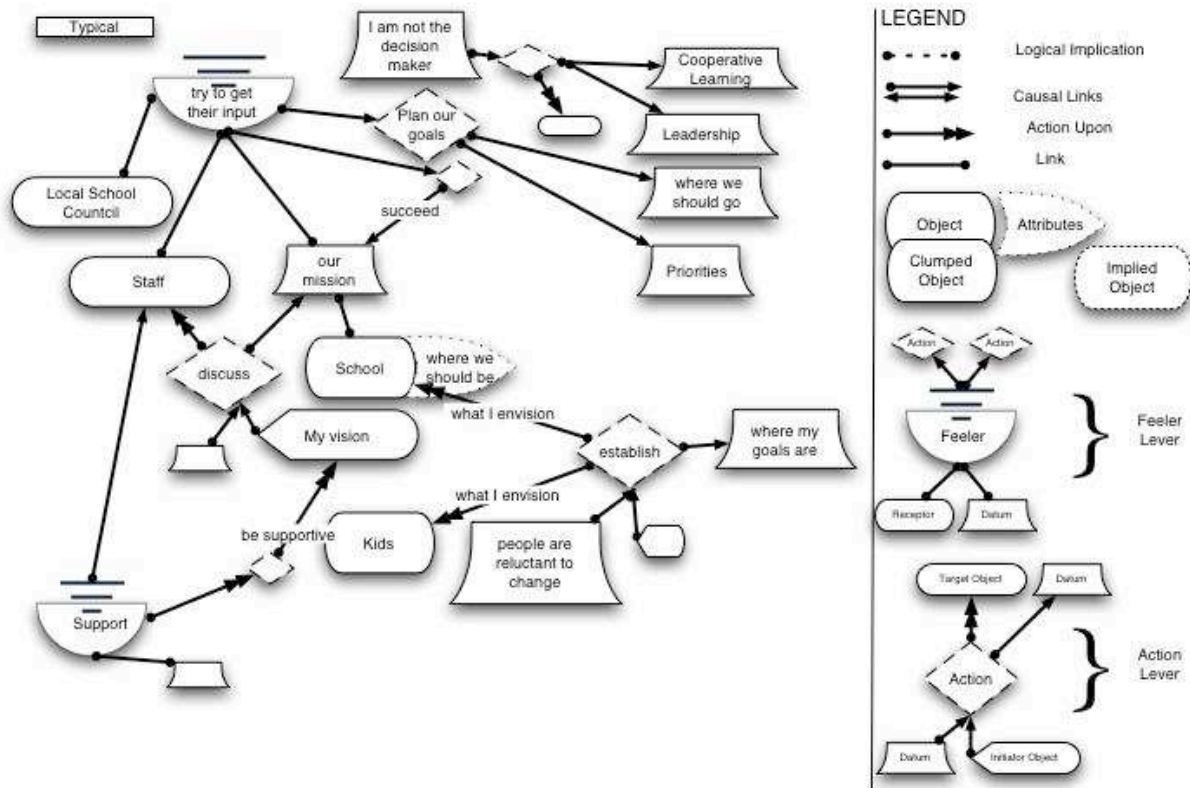 Typical
try to get
their input
Local School
Countcil
Staff
I am not the
decision
maker
Cooperative
Learning
Leadership
Plan our
goals
where we
should go
Priorities
succeed
our
mission
discuss
School
where we
should be
My vision
what I envision
what I envision
establish
where my
goals are
be supportive
Kids
people are
reluctant to
change
Support
LEGEND
Logical Implication
Causal Links
Action Upon
Link
Object
Attributes
Clumped
Object
Implied
Object
Action
Action
Feeler
Feeler
Lever
Receptor
Datum
Target Object
Datum
Action
Action
Lever
Datum
Initiator Object